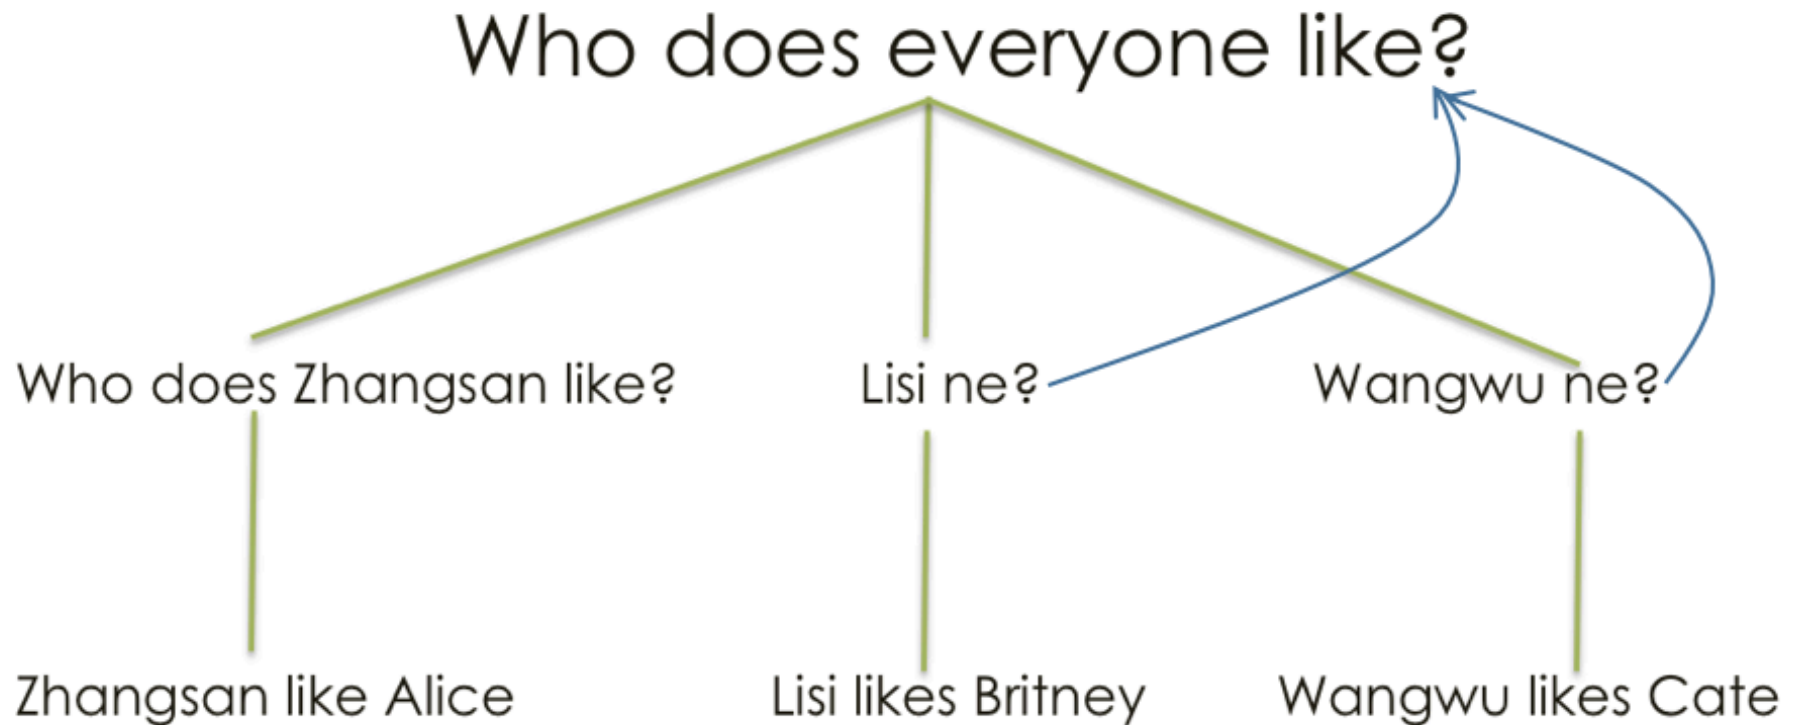 Who does everyone like?
Who does Zhangsan like?
Lisi ne?
Wangwu ne?
Zhangsan like Alice
Lisi likes Britney
Wangwu likes Cate